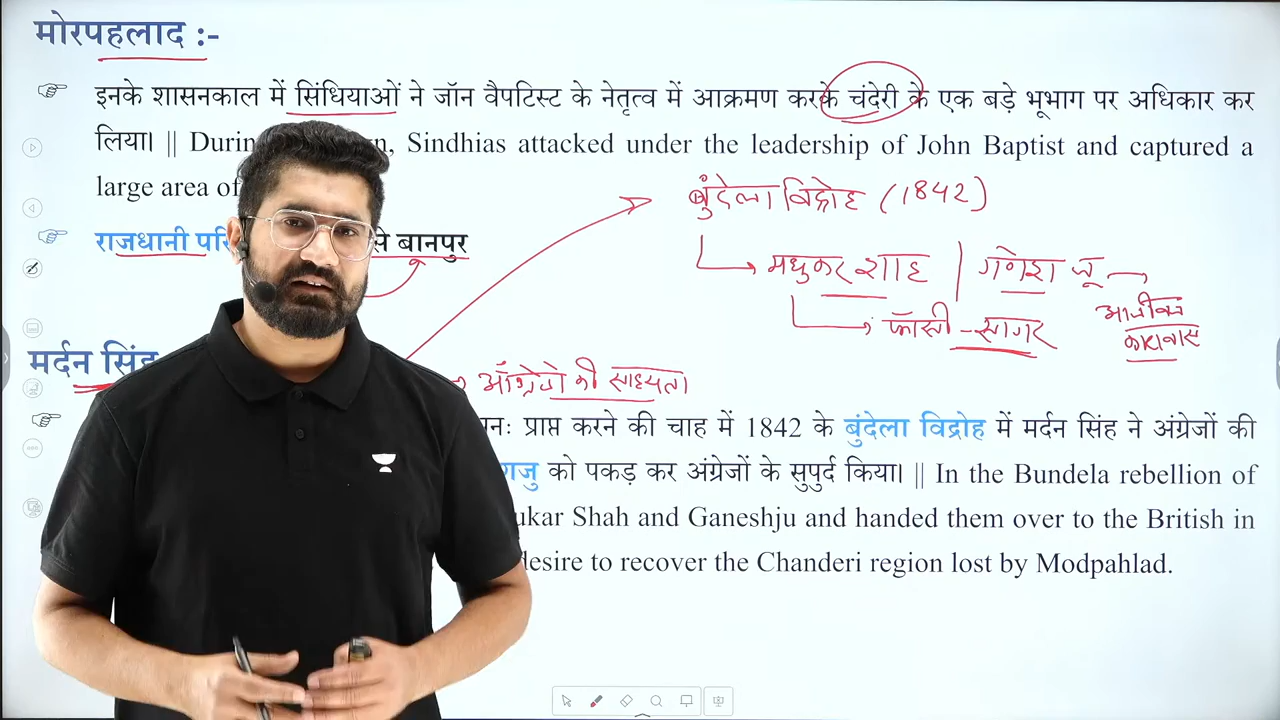 मोरपहलाद :-
इनके शासनकाल में सिंधियाओं ने जॉन वैपटिस्ट के नेतृत्व में आक्रमण करके चंदेरी के एक बड़े भूभाग पर अधिकार कर
लिया। || Sindhias attacked under the leadership of John Baptist and captured a
large area of
बुंदेला विद्रोह (1842)
राजधानी से बानपुर
मधुकर शाह | गणेश जू
आजीवन
फाँसी - सागर
कारावास
मर्दन सिंह
अंग्रेजो की सहायता
प्राप्त करने की चाह में 1842 के बुंदेला विद्रोह में मर्दन सिंह ने अंग्रेजों की
को पकड़ कर अंग्रेजों के सुपुर्द किया। || In the Bundela rebellion of
Shah and Ganeshju and handed them over to the British in
desire to recover the Chanderi region lost by Modpahlad.